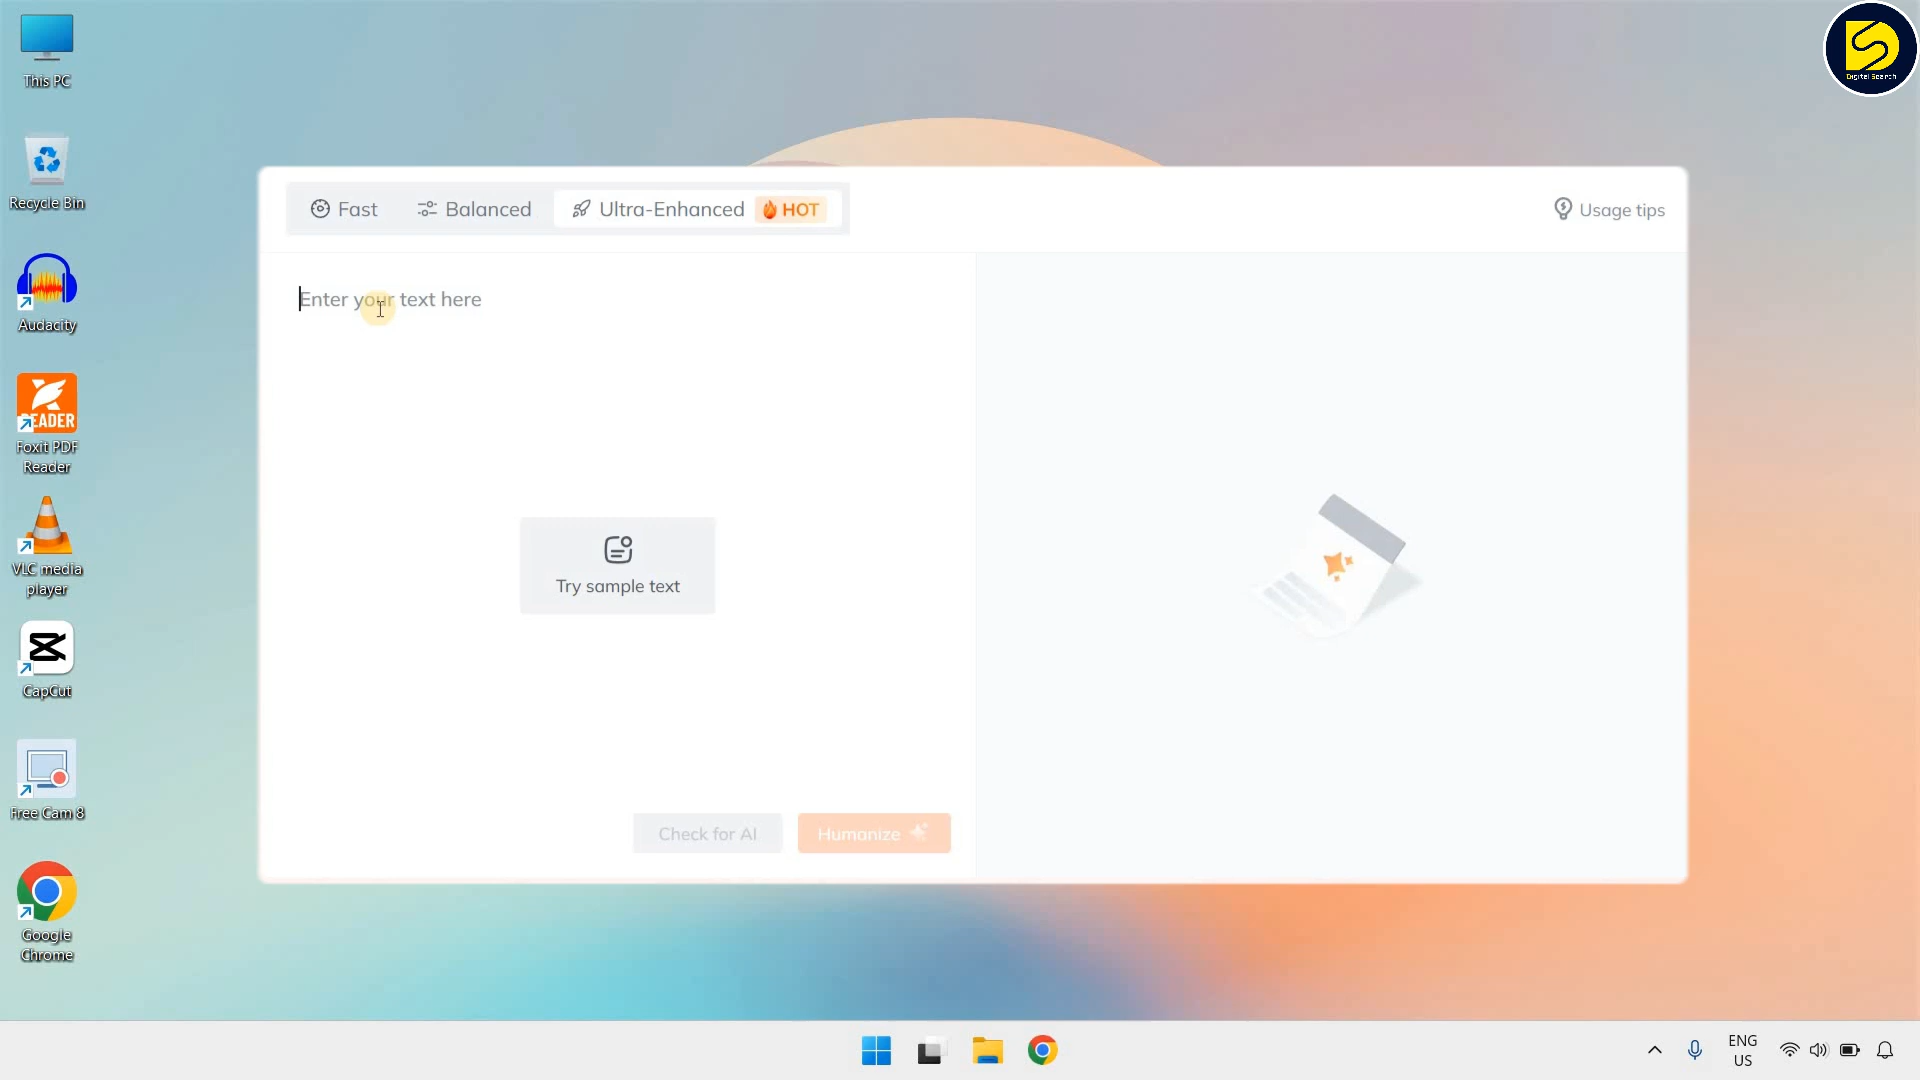 This PC
Digital Search
Recycle Bin
Fast
Balanced
Ultra-Enhanced
HOT
Usage tips
Enter your text here
Audacity
READER
Foxit PDF
Reader
Try sample text
VLC media
player
CapCut
Free Cam 8
Check for AI
Humanize
Google
Chrome
ENG
US